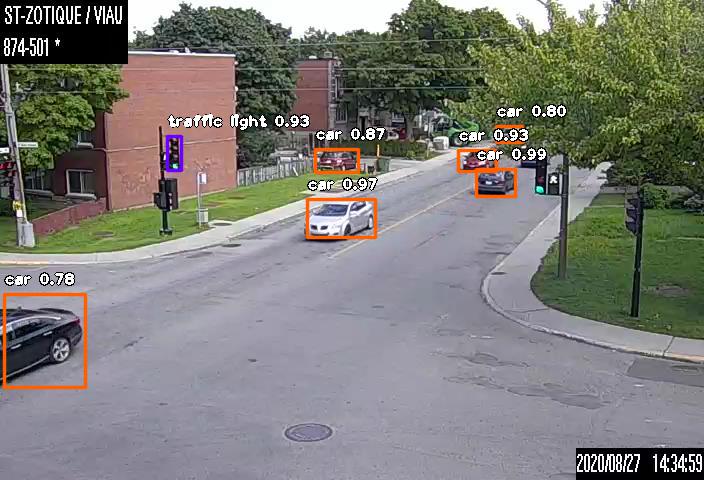 ST-ZOTIQUE / VIAU
874-501 *
traffic light 0.93
car 0.87
car 0.80
car 0.93
car 0.99
car 0.97
car 0.78
2020/08/27 14:34:59